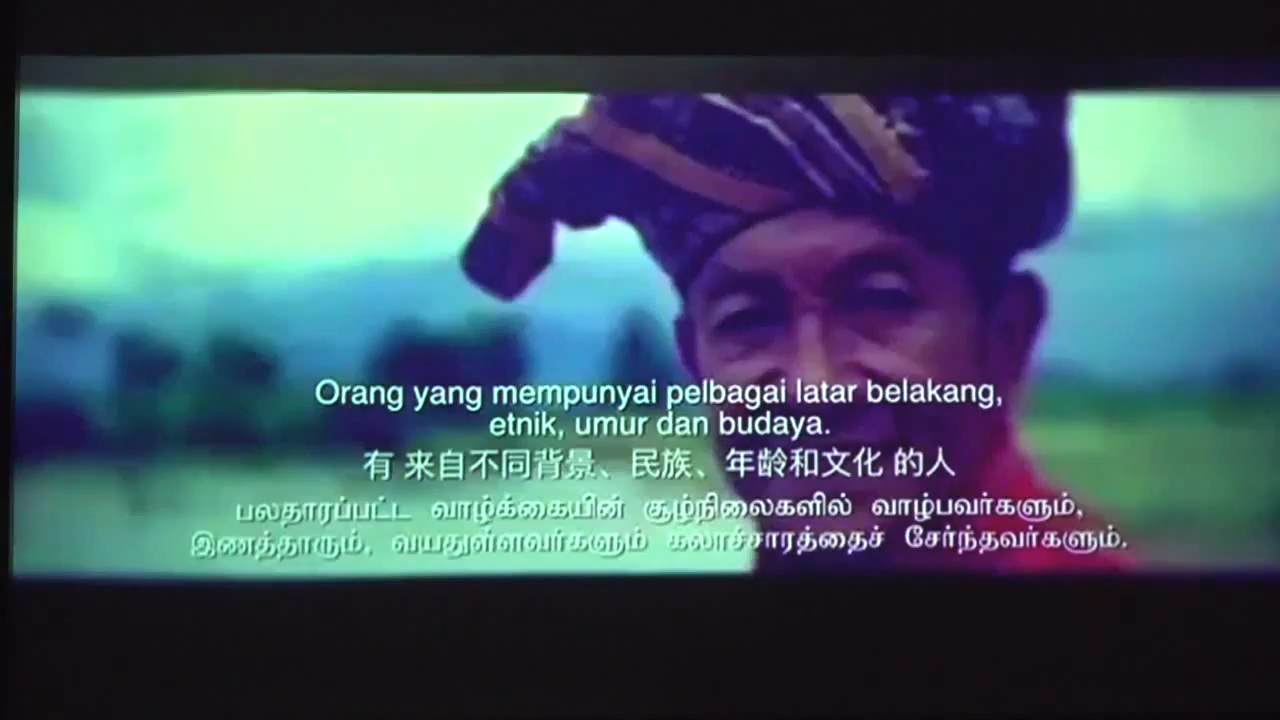 Orang yang mempunyai pelbagai latar belakang,
etnik, umur dan budaya.
有 来自不同背景、民族、年龄和文化 的人
பலதாரப்பட்ட வாழ்க்கையின் சூழ்நிலைகளில் வாழ்பவர்களும்,
இணத்தாரும், வயதுள்ளவர்களும் கலாச்சாரத்தைச் சேர்ந்தவர்களும்.